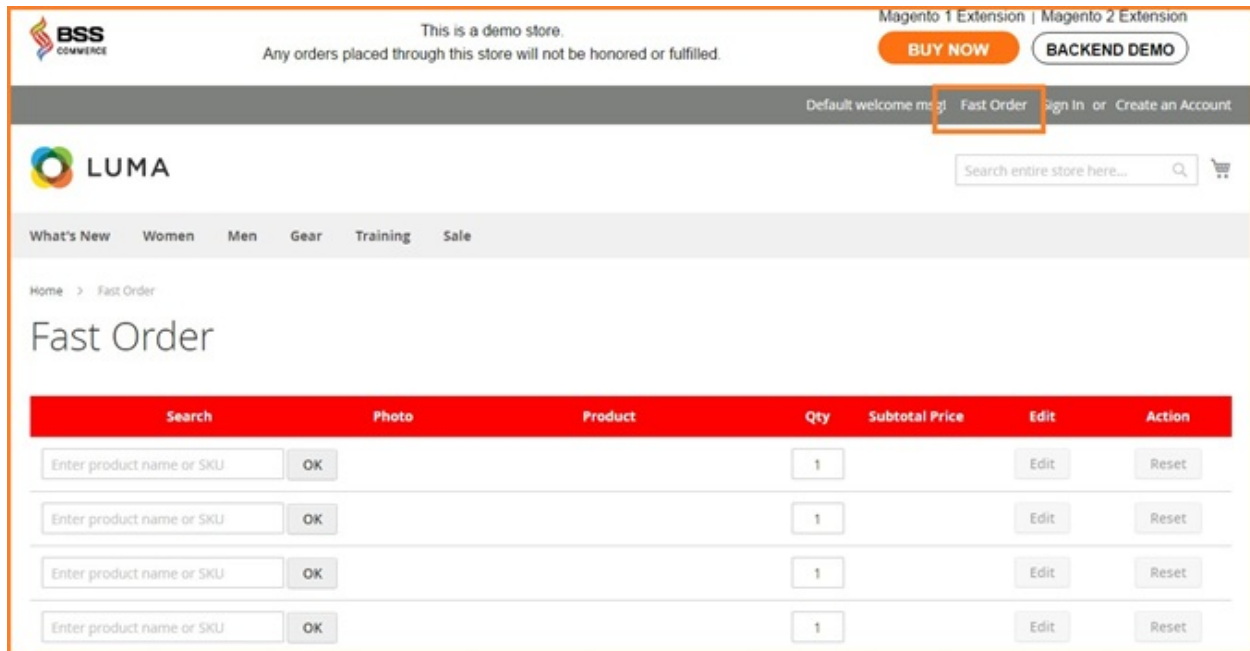 BSS
COMMERCE
This is a demo store.
Any orders placed through this store will not be honored or fulfilled.
Magento 1 Extension | Magento 2 Extension
BUY NOW BACKEND DEMO
Default welcome msg! Fast Order Sign In or Create an Account
LUMA
Search entire store here...
What's New Women Men Gear Training Sale
Home > Fast Order
Fast Order
Search Photo Product Qty Subtotal Price Edit Action
Enter product name or SKU OK 1 Edit Reset
Enter product name or SKU OK 1 Edit Reset
Enter product name or SKU OK 1 Edit Reset
Enter product name or SKU OK 1 Edit Reset